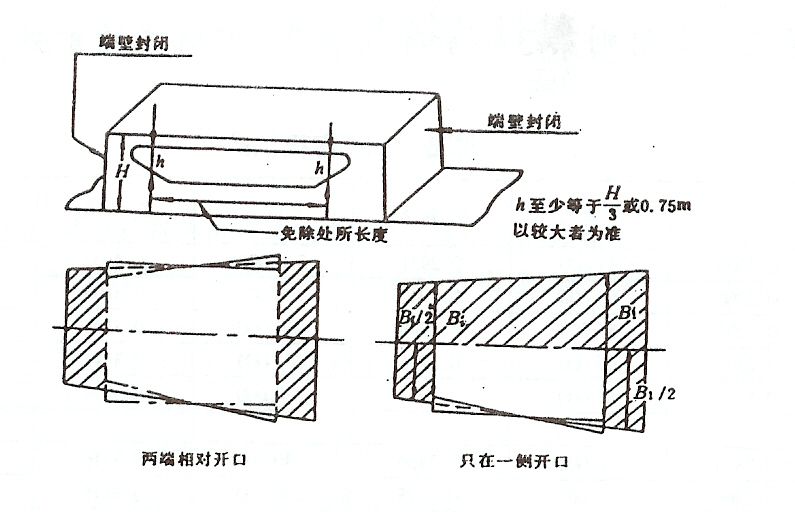 端壁封闭
端壁封闭
H
h
h
h至少等于H/3或0.75m
以较大者为准
免除处所长度
B₁/2
B₁
B₁
B₁/2
两端相对开口
只在一侧开口